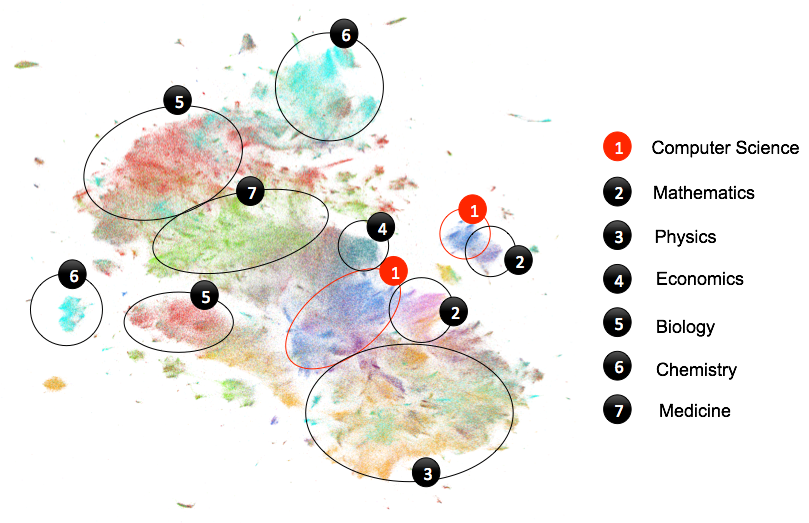 6
5
7
1
4
2
6
1
5
2
3
1 Computer Science
2 Mathematics
3 Physics
4 Economics
5 Biology
6 Chemistry
7 Medicine